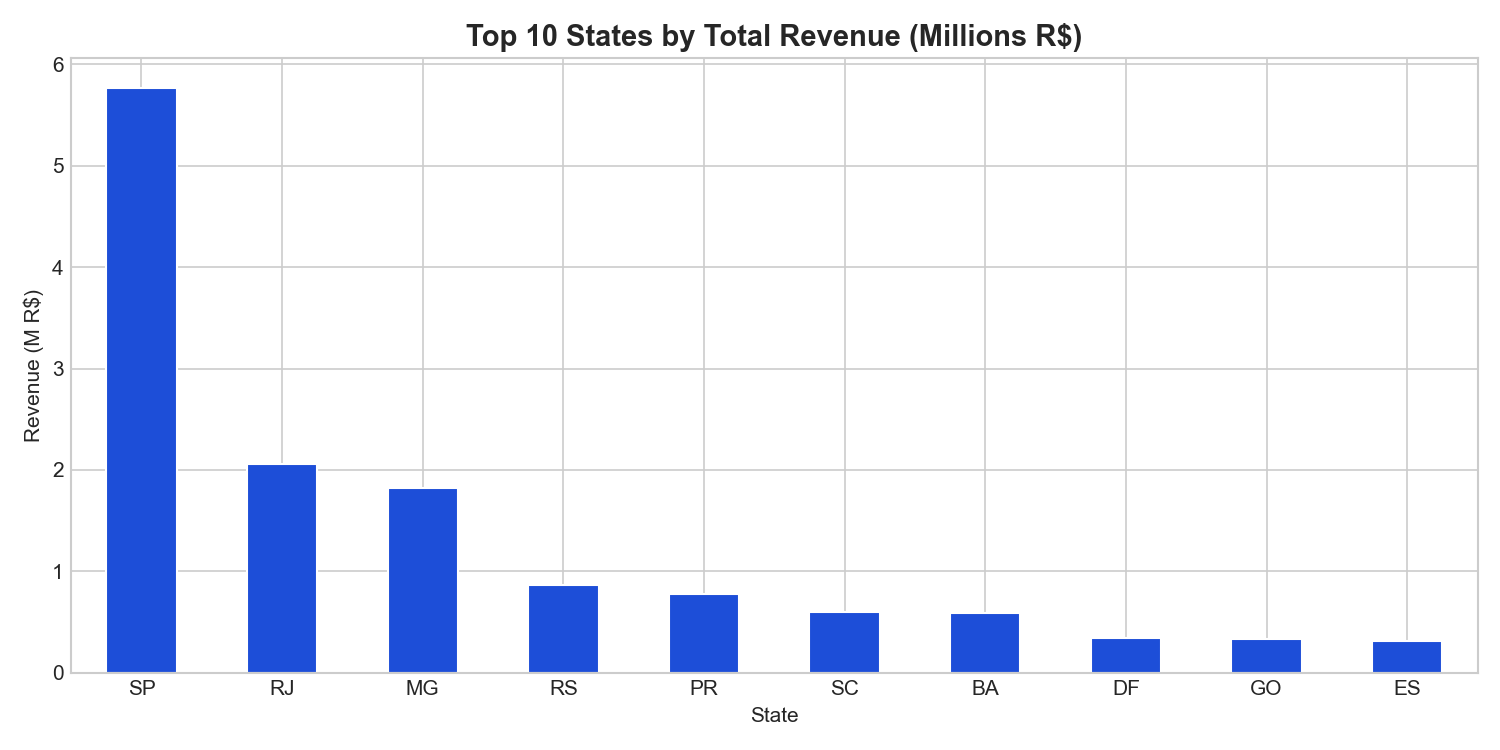 Top 10 States by Total Revenue (Millions R$)
Revenue (M R$)
6
5
4
3
2
1
0
SP RJ MG RS PR SC BA DF GO ES
State